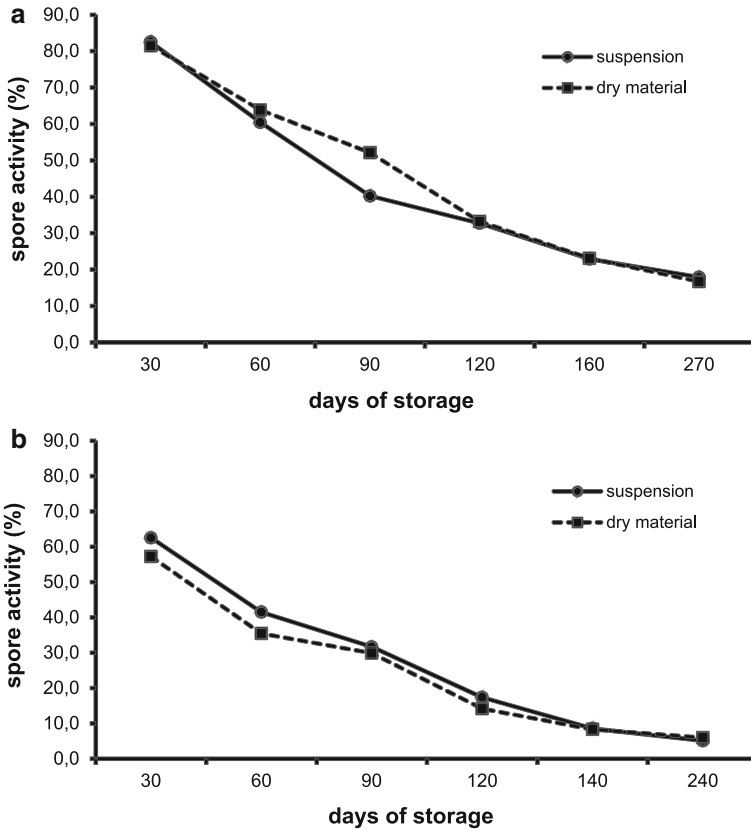 a
90,0
80,0
70,0
60,0
50,0
40,0
30,0
20,0
10,0
0,0
spore activity (%)
suspension
dry material
30 60 90 120 160 270
days of storage
b
90,0
80,0
70,0
60,0
50,0
40,0
30,0
20,0
10,0
0,0
spore activity (%)
suspension
dry material
30 60 90 120 140 240
days of storage